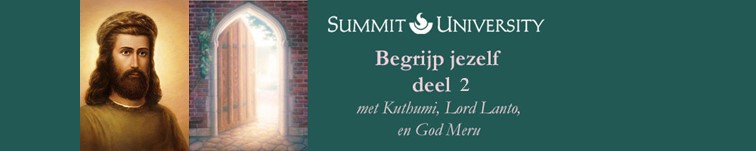 SUMMIT UNIVERSITY
Begrijp jezelf
deel 2
met Kuthumi, Lord Lanto,
en God Meru